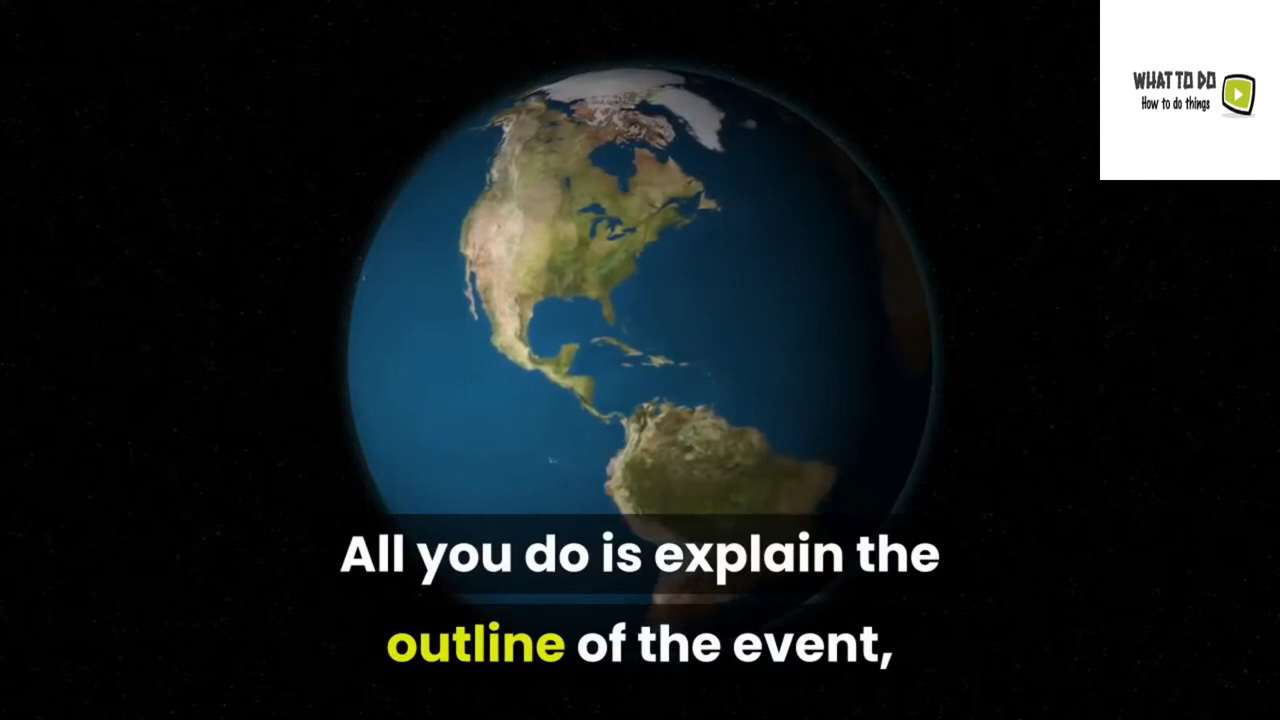 WHAT TO DO
How to do things
All you do is explain the
outline of the event,